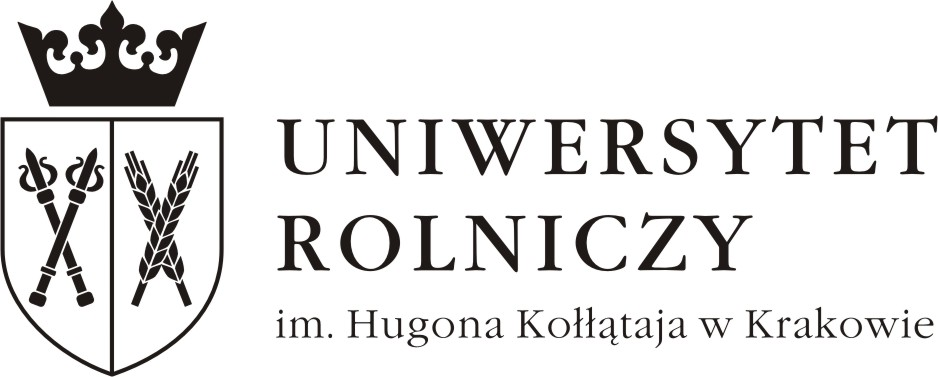 UNIWERSYTET
ROLNICZY
im. Hugona Kołłątaja w Krakowie